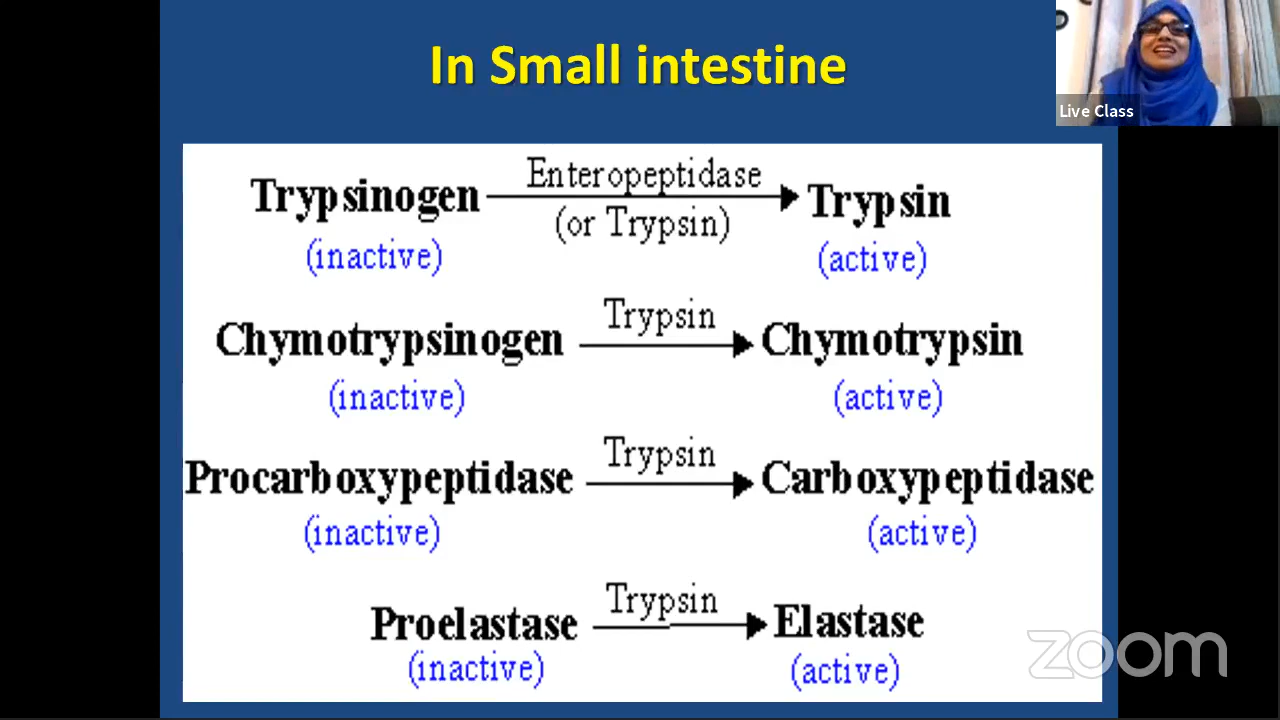 In Small intestine
Live Class
Enteropeptidase
Trypsinogen Trypsin
(or Trypsin)
(inactive) (active)
Trypsin
Chymotrypsinogen Chymotrypsin
(inactive) (active)
Trypsin
Procarboxypeptidase Carboxypeptidase
(inactive) (active)
Trypsin
Proelastase Elastase
(inactive) (active)
zoom